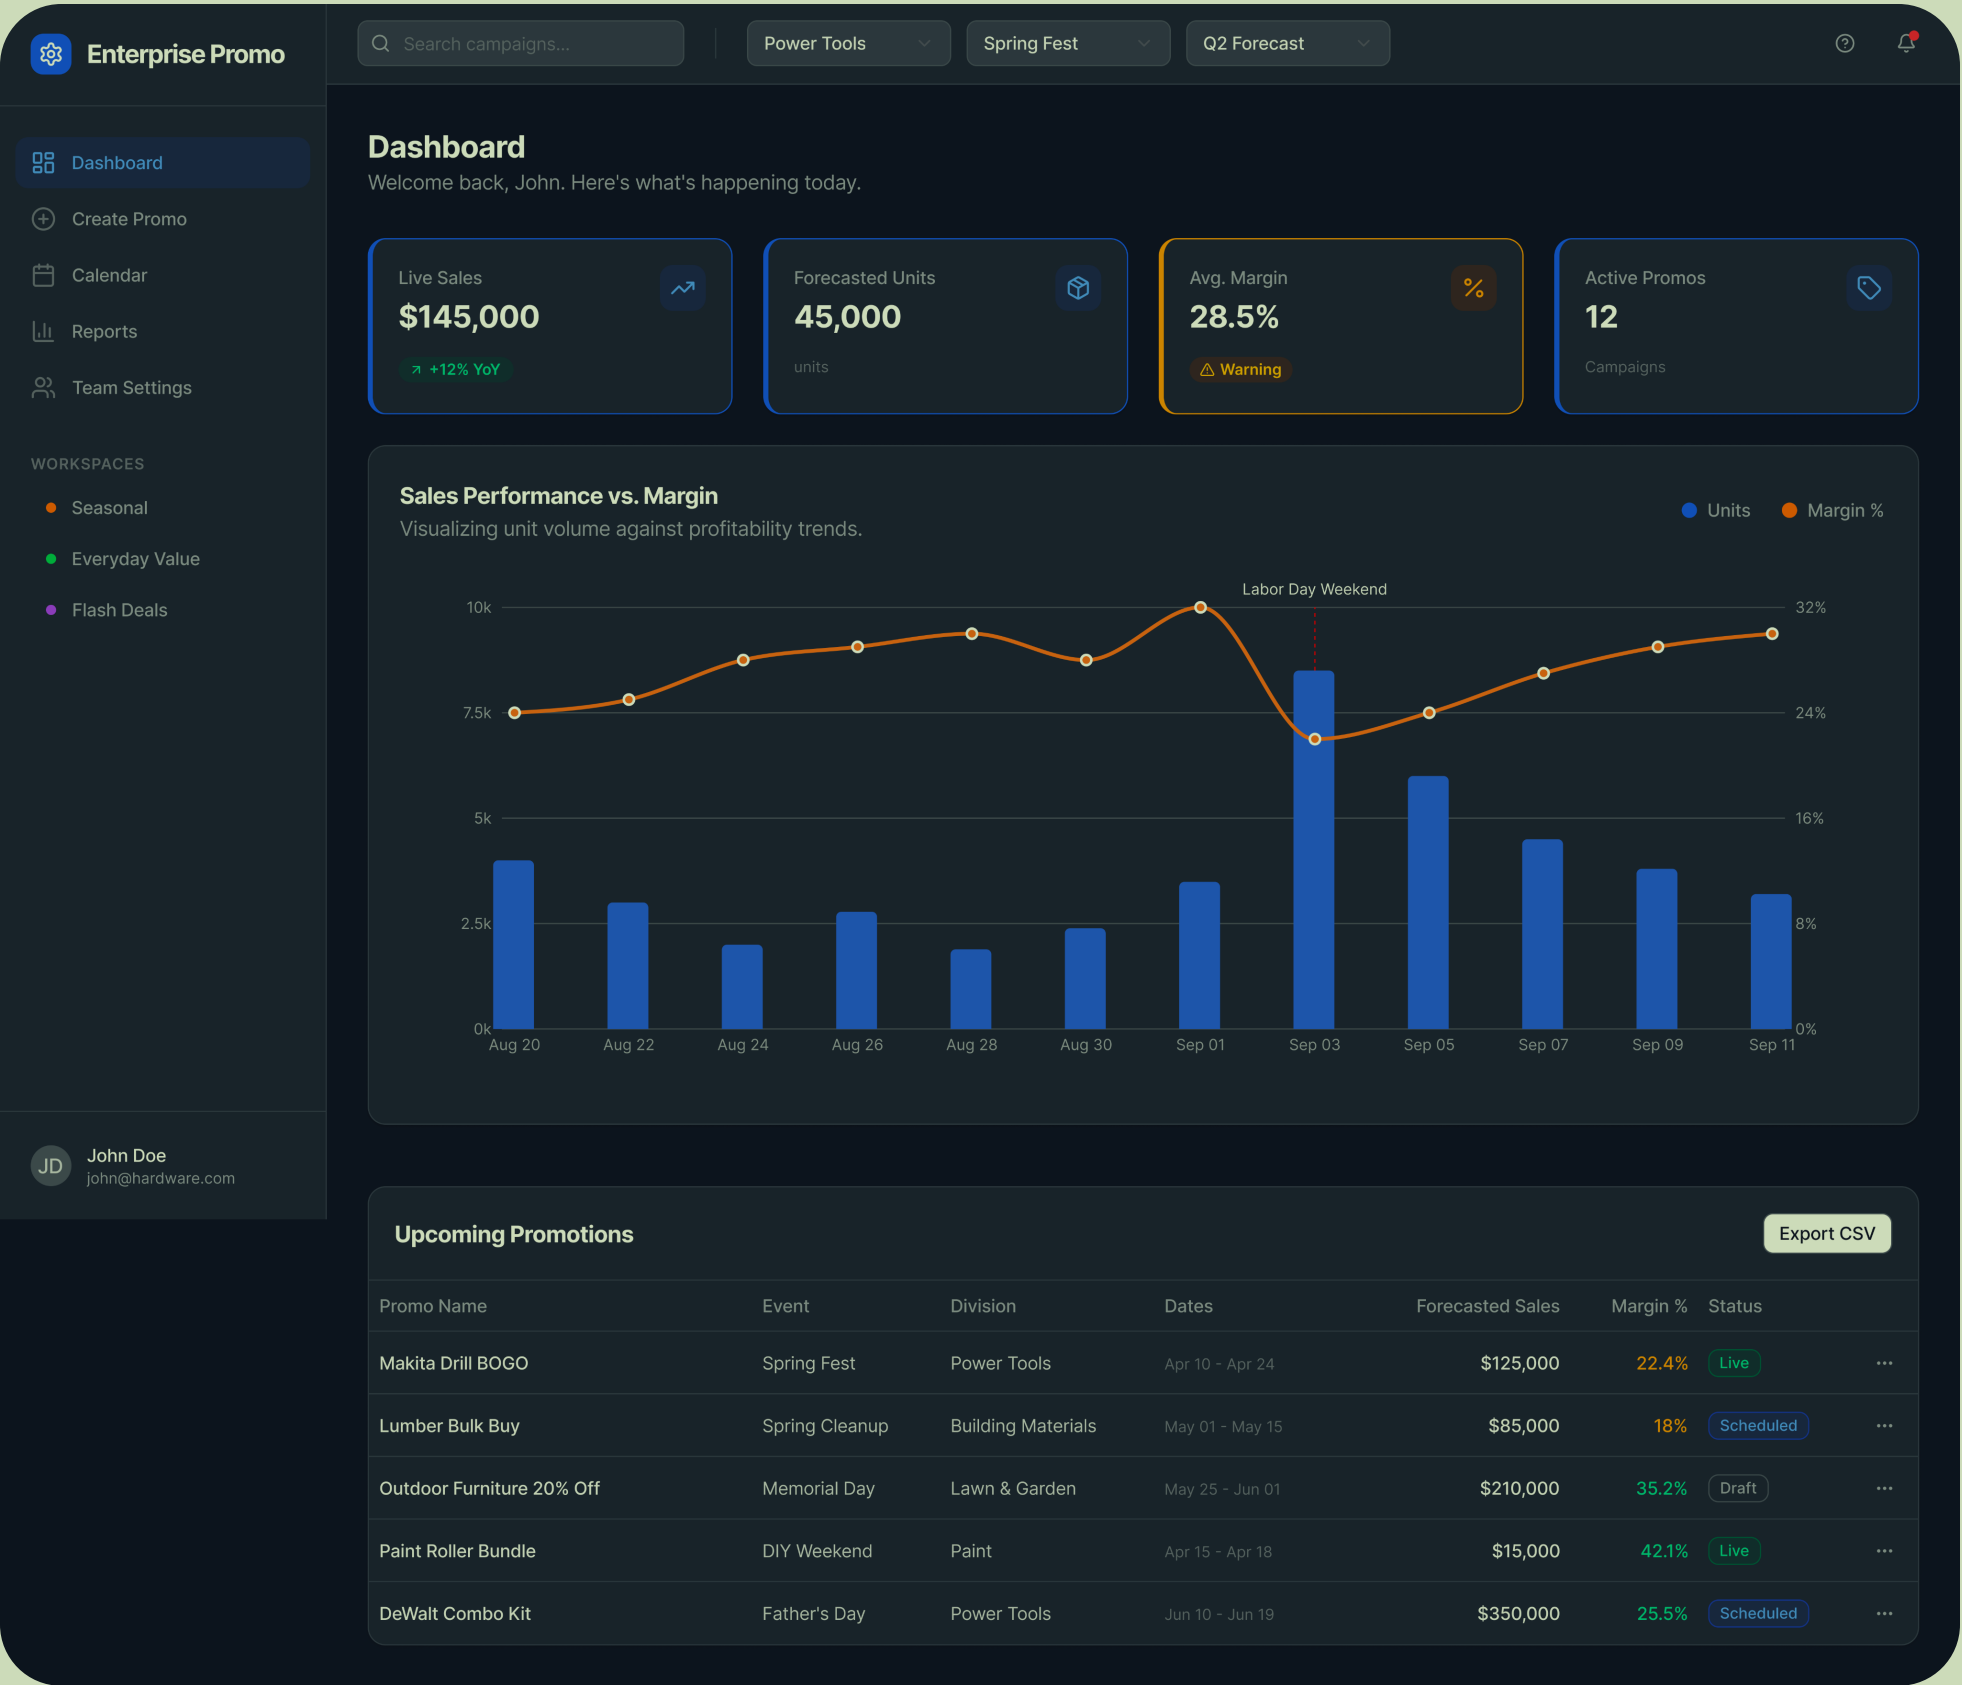 Enterprise Promo
Search campaigns...
Power Tools
Spring Fest
Q2 Forecast
Dashboard
Create Promo
Calendar
Reports
Team Settings
WORKSPACES
Seasonal
Everyday Value
Flash Deals
John Doe
JD
john@hardware.com
Dashboard
Welcome back, John. Here's what's happening today.
Live Sales
$145,000
+12% YoY
Forecasted Units
45,000
units
Avg. Margin
28.5%
Warning
Active Promos
12
Campaigns
Sales Performance vs. Margin
Visualizing unit volume against profitability trends.
Units
Margin %
Labor Day Weekend
10k
7.5k
5k
2.5k
0k
32%
24%
16%
8%
0%
Aug 20
Aug 22
Aug 24
Aug 26
Aug 28
Aug 30
Sep 01
Sep 03
Sep 05
Sep 07
Sep 09
Sep 11
Upcoming Promotions
Export CSV
Promo Name Event Division Dates Forecasted Sales Margin % Status
Makita Drill BOGO Spring Fest Power Tools Apr 10 - Apr 24 $125,000 22.4% Live
Lumber Bulk Buy Spring Cleanup Building Materials May 01 - May 15 $85,000 18% Scheduled
Outdoor Furniture 20% Off Memorial Day Lawn & Garden May 25 - Jun 01 $210,000 35.2% Draft
Paint Roller Bundle DIY Weekend Paint Apr 15 - Apr 18 $15,000 42.1% Live
DeWalt Combo Kit Father's Day Power Tools Jun 10 - Jun 19 $350,000 25.5% Scheduled